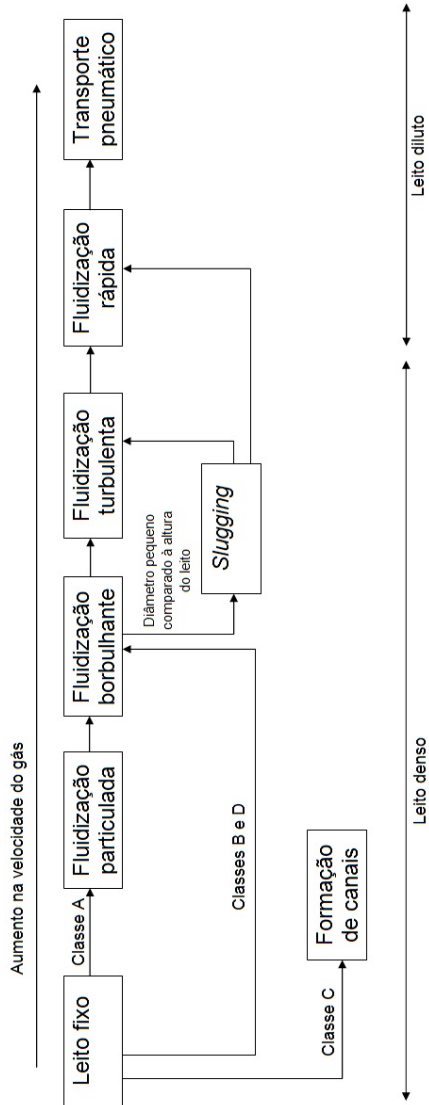 Aumento na velocidade do gás
Leito fixo
Classe A
Fluidização
particulada
Fluidização
borbulhante
Fluidização
turbulenta
Fluidização
rápida
Transporte
pneumático
Diâmetro pequeno
comparado à altura
do leito
Slugging
Classes B e D
Classe C
Formação
de canais
Leito denso
Leito diluto